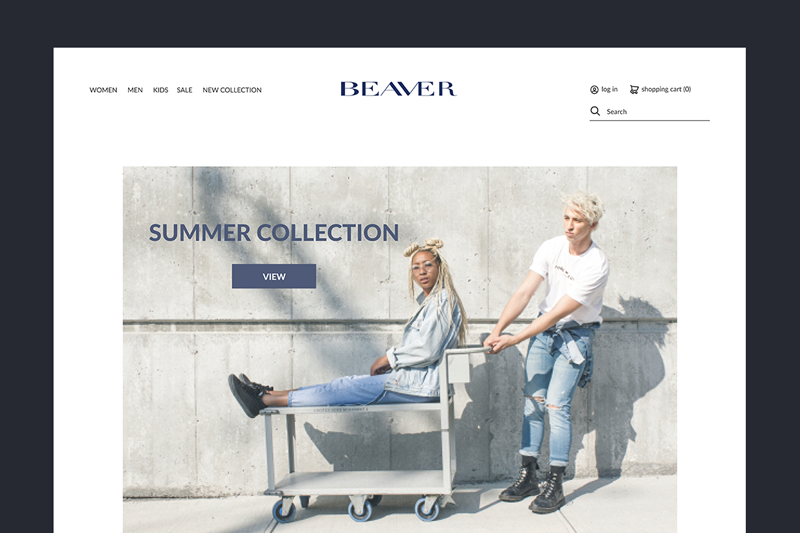 WOMEN MEN KIDS SALE NEW COLLECTION
BEAVER
log in shopping cart (0)
Search
SUMMER COLLECTION
VIEW